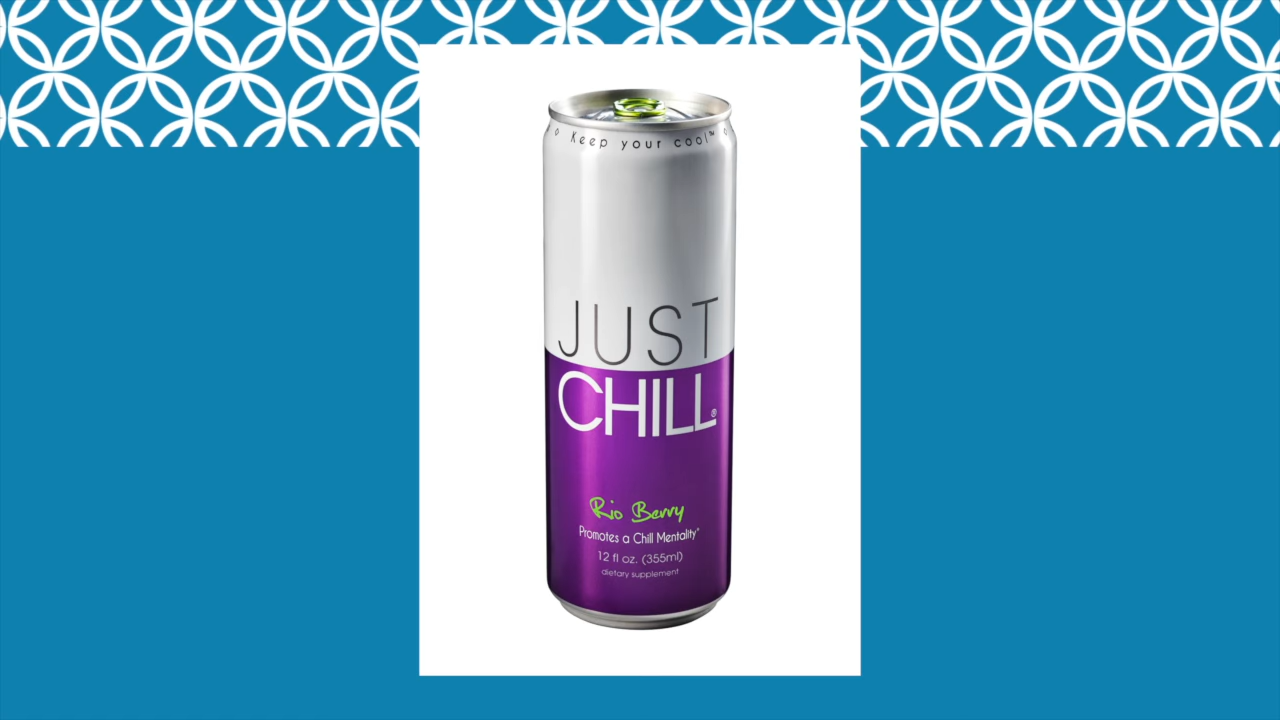 Keep your cool™
JUST
CHILL®
Rio Berry
Promotes a Chill Mentality*
12 fl oz. (355ml)
dietary supplement